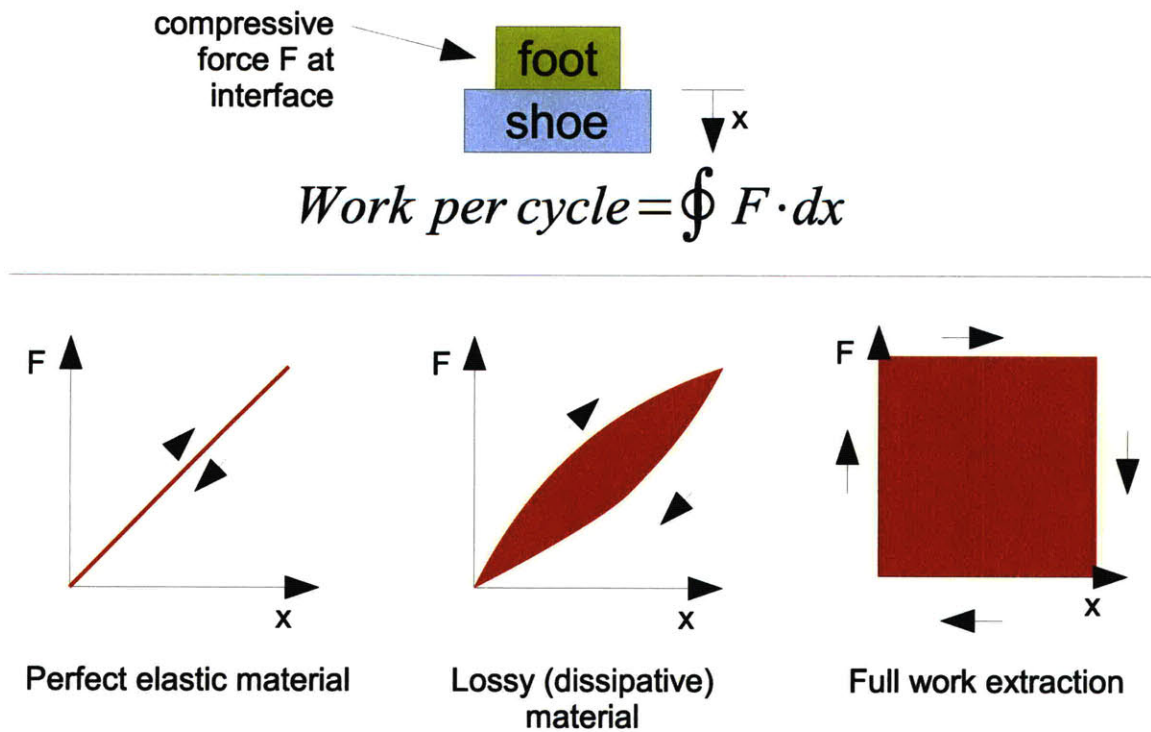 compressive
force F at
interface
foot
shoe
x
Work per cycle = ∮ F · dx
F
x
Perfect elastic material
F
x
Lossy (dissipative)
material
F
x
Full work extraction